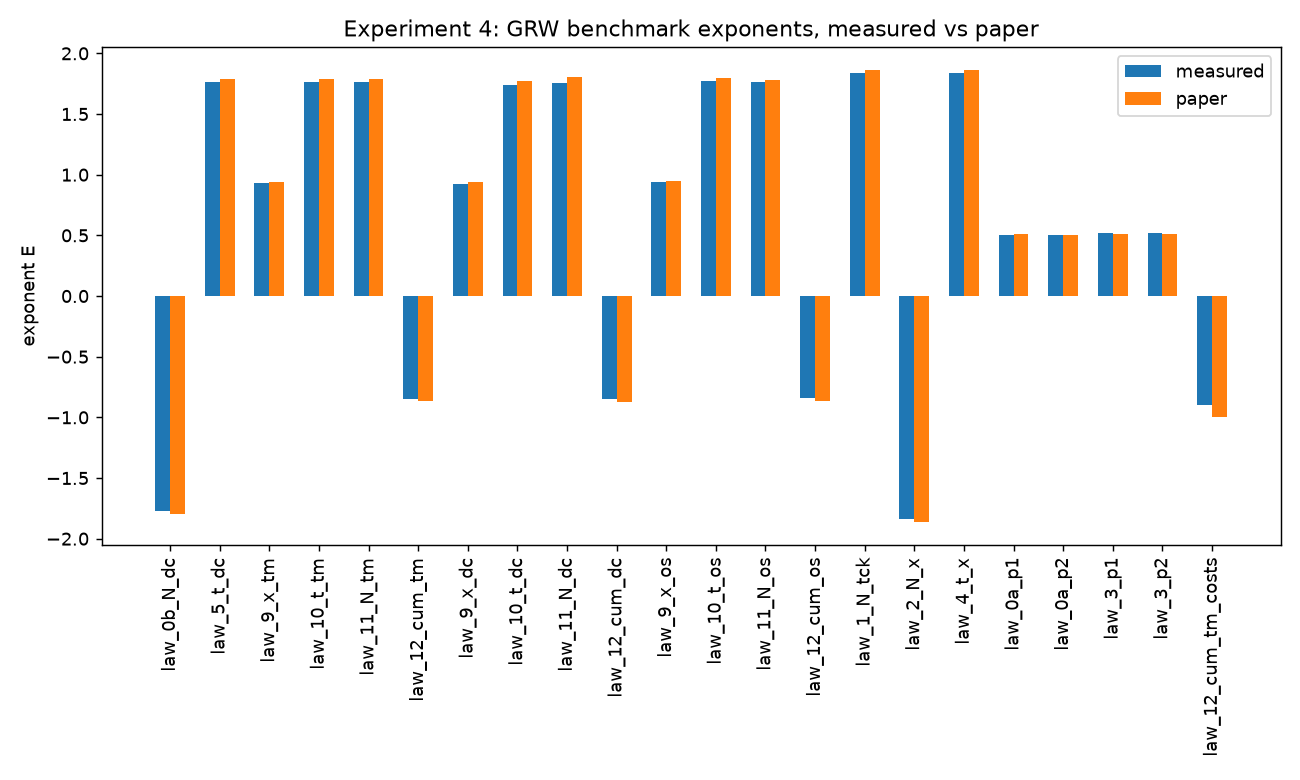 Experiment 4: GRW benchmark exponents, measured vs paper
measured
paper
exponent E
2.0
1.5
1.0
0.5
0.0
−0.5
−1.0
−1.5
−2.0
law_0b_N_dc
law_5_t_dc
law_9_x_tm
law_10_t_tm
law_11_N_tm
law_12_cum_tm
law_9_x_dc
law_10_t_dc
law_11_N_dc
law_12_cum_dc
law_9_x_os
law_10_t_os
law_11_N_os
law_12_cum_os
law_1_N_tck
law_2_N_x
law_4_t_x
law_0a_p1
law_0a_p2
law_3_p1
law_3_p2
law_12_cum_tm_costs